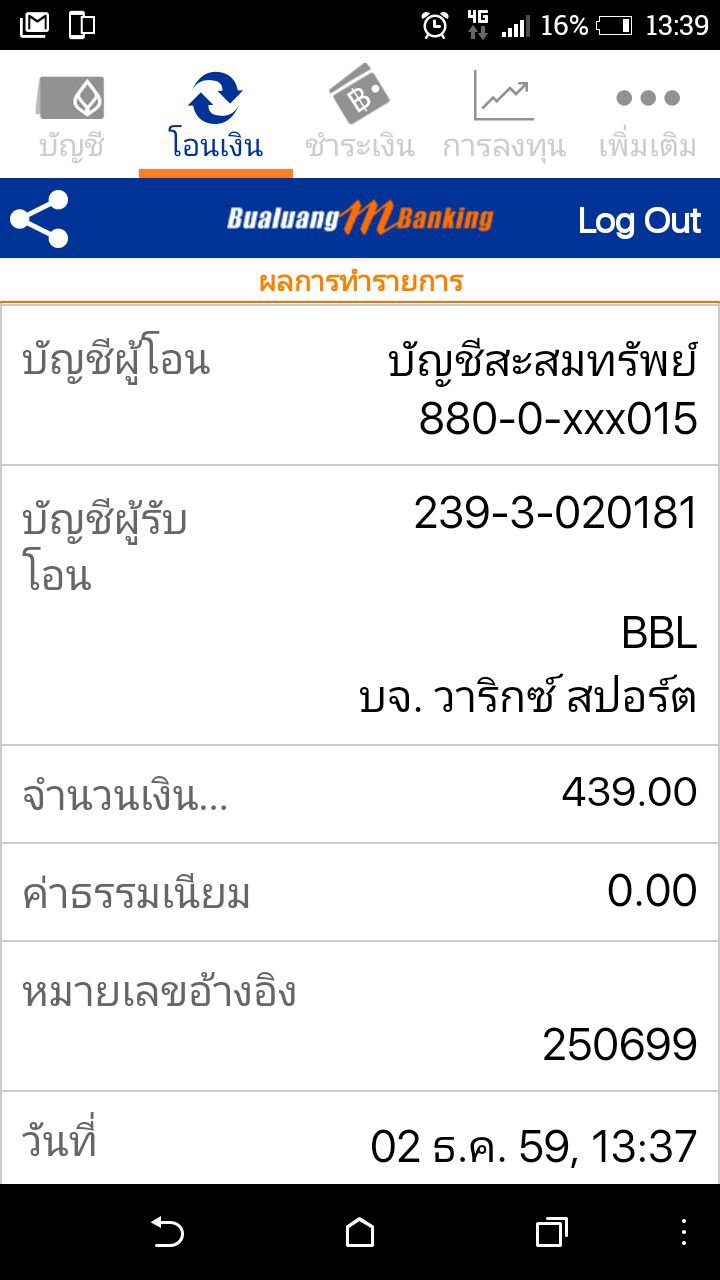 4G 16% 13:39
บัญชี โอนเงิน ชำระเงิน การลงทุน เพิ่มเติม
Bualuang mBanking Log Out
ผลการทำรายการ
บัญชีผู้โอน บัญชีสะสมทรัพย์
880-0-xxx015
บัญชีผู้รับ 239-3-020181
โอน
BBL
บจ. วาริกซ์ สปอร์ต
จำนวนเงิน... 439.00
ค่าธรรมเนียม 0.00
หมายเลขอ้างอิง
250699
วันที่ 02 ธ.ค. 59, 13:37